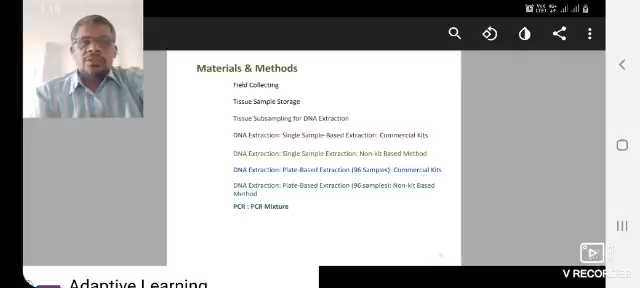 1:19
Materials & Methods
Field Collecting
Tissue Sample Storage
Tissue Subsampling for DNA Extraction
DNA Extraction: Single Sample-Based Extraction: Commercial Kits
DNA Extraction: Single Sample Extraction: Non-kit Based Method
DNA Extraction: Plate-Based Extraction (96 Samples): Commercial Kits
DNA Extraction: Plate-Based Extraction (96 samples): Non-kit Based
Method
PCR : PCR Mixture
V RECORDER
Adaptive Learning